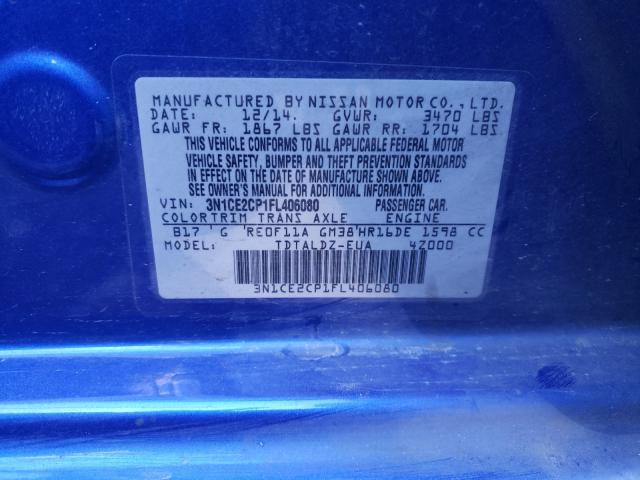 MANUFACTURED BY NISSAN MOTOR CO., LTD.
DATE: 12/14. GVWR: 3470 LBS
GAWR FR: 1867 LBS GAWR RR: 1704 LBS.
THIS VEHICLE CONFORMS TO ALL APPLICABLE FEDERAL MOTOR
VEHICLE SAFETY, BUMPER AND THEFT PREVENTION STANDARDS
IN EFFECT ON THE DATE OF MANUFACTURE SHOWN ABOVE.
SEE OWNER'S MANUAL FOR ADDITIONAL INFORMATION.
VIN: 3N1CE2CP1FL406080 PASSENGER CAR.
COLOR TRIM TRANS AXLE ENGINE
B17 ' G 'RE0F11A GM38'HR16DE 1598 CC
MODEL: TDTALDZ-EUA 4Z000
3N1CE2CP1FL406080